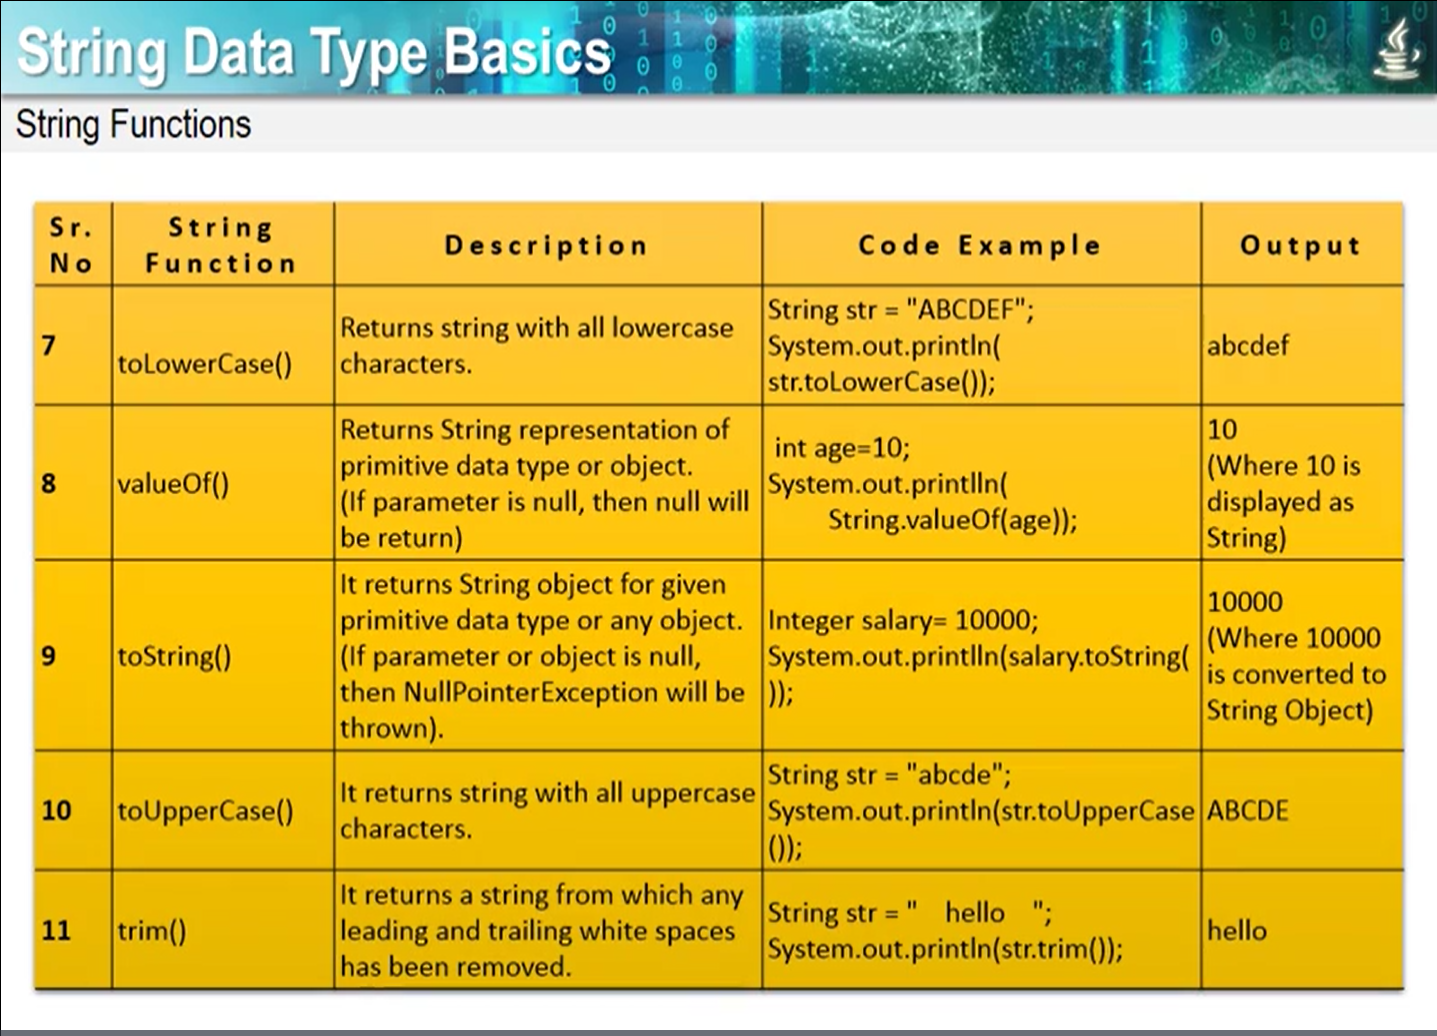 String Data Type Basics
String Functions
Sr.
No
String
Function
Description
Code Example
Output
7
toLowerCase()
Returns string with all lowercase
characters.
String str = "ABCDEF";
System.out.println(
str.toLowerCase());
abcdef
8
valueOf()
Returns String representation of
primitive data type or object.
(If parameter is null, then null will
be return)
int age=10;
System.out.printlln(
String.valueOf(age));
10
(Where 10 is
displayed as
String)
9
toString()
It returns String object for given
primitive data type or any object.
(If parameter or object is null,
then NullPointerException will be
thrown).
Integer salary= 10000;
System.out.printlln(salary.toString(
));
10000
(Where 10000
is converted to
String Object)
10
toUpperCase()
It returns string with all uppercase
characters.
String str = "abcde";
System.out.println(str.toUpperCase
());
ABCDE
11
trim()
It returns a string from which any
leading and trailing white spaces
has been removed.
String str = "   hello   ";
System.out.println(str.trim());
hello